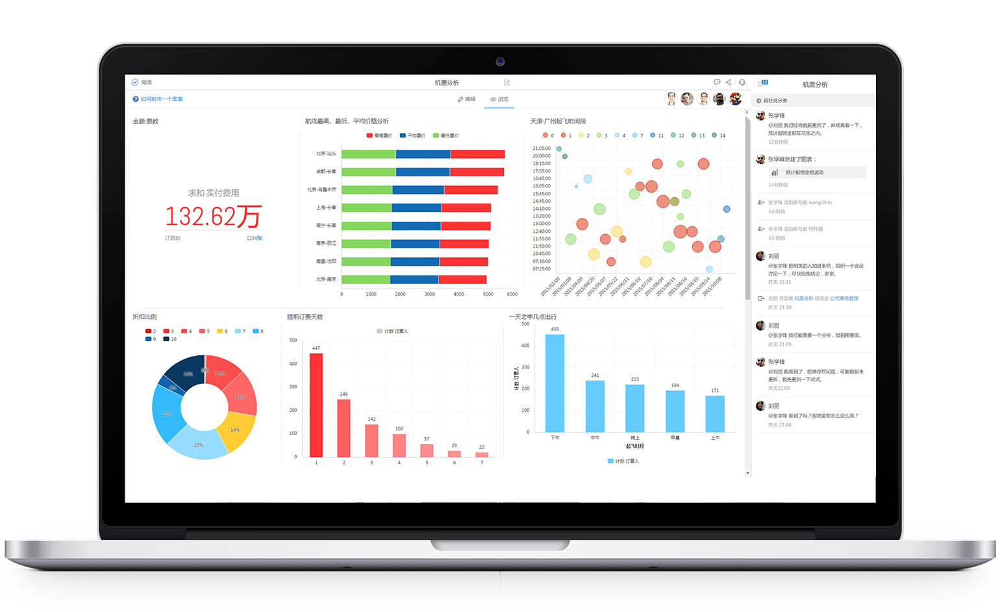 完成
机票分析
10
机票分析
如何制作一个图集
编辑
浏览
前往此分类
金额·票数
求和 实付费用
132.62万
订票数
1284张
航线最高、最低、平均价格分析
最高票价 平均票价 最低票价
北京-汕头
成都-长春
北京-乌鲁木齐
上海-长春
南宁-长春
南京-丽江
南昌-沈阳
北京-南京
0 1000 2000 3000 4000 5000 6000
天津·广州起飞时间段
0 1 2 3 4 7 11 12 13 14
21:05:00
20:00:00
18:10:00
17:55:00
16:45:00
16:05:00
15:35:00
14:45:00
14:10:00
13:20:00
13:00:00
12:40:00
11:55:00
11:50:00
10:45:00
07:30:00
07:25:00
2015/02/09 2015/03/09 2015/04/09 2015/04/29 2015/05/07 2015/05/22 2015/06/11 2015/06/16 2015/07/10 2015/08/04 2015/08/11 2015/08/16 2015/08/19 2015/09/14 2015/10/08
折扣比例
2 3 4 5 6 7 8
9 10
0%
12%
15%
14%
20%
20%
14%
提前订票天数
计数 订票人
500
400
300
200
100
0
447
249
142
100
57
29
22
1 2 3 4 5 6 7
一天之中几点出行
500
400
300
200
100
0
计数 订票人
455
241
223
194
171
下午 中午 晚上 早晨 上午
起飞时段
计数 订票人
张学锋
@刘丽 我已经将数据更新了，麻烦再看一下，
预计报销金额在范围之内。
12分钟前
张学峰创建了图表：
预计报销金额波动
14分钟前
张学锋 添加参与者 wang.libin
1小时前
张学锋 添加参与者 何伟强
1小时前
刘丽
@张学锋 把相关的人加进来吧，组织一个会议
讨论一下，尽快给我结论，谢谢。
昨天 21:11
刘丽 将图集 机票分析 移动至 公司事务管理
昨天 21:10
刘丽
@张学锋 我可能需要一个分析，加到图里面。
昨天 21:09
张学锋
@刘丽 我看到了，的确存在问题，可能数据未
更新，我先更新一下试试。
昨天21:09
刘丽
@张学锋 看到了吗？报销金额怎么这么高？
昨天 21:08